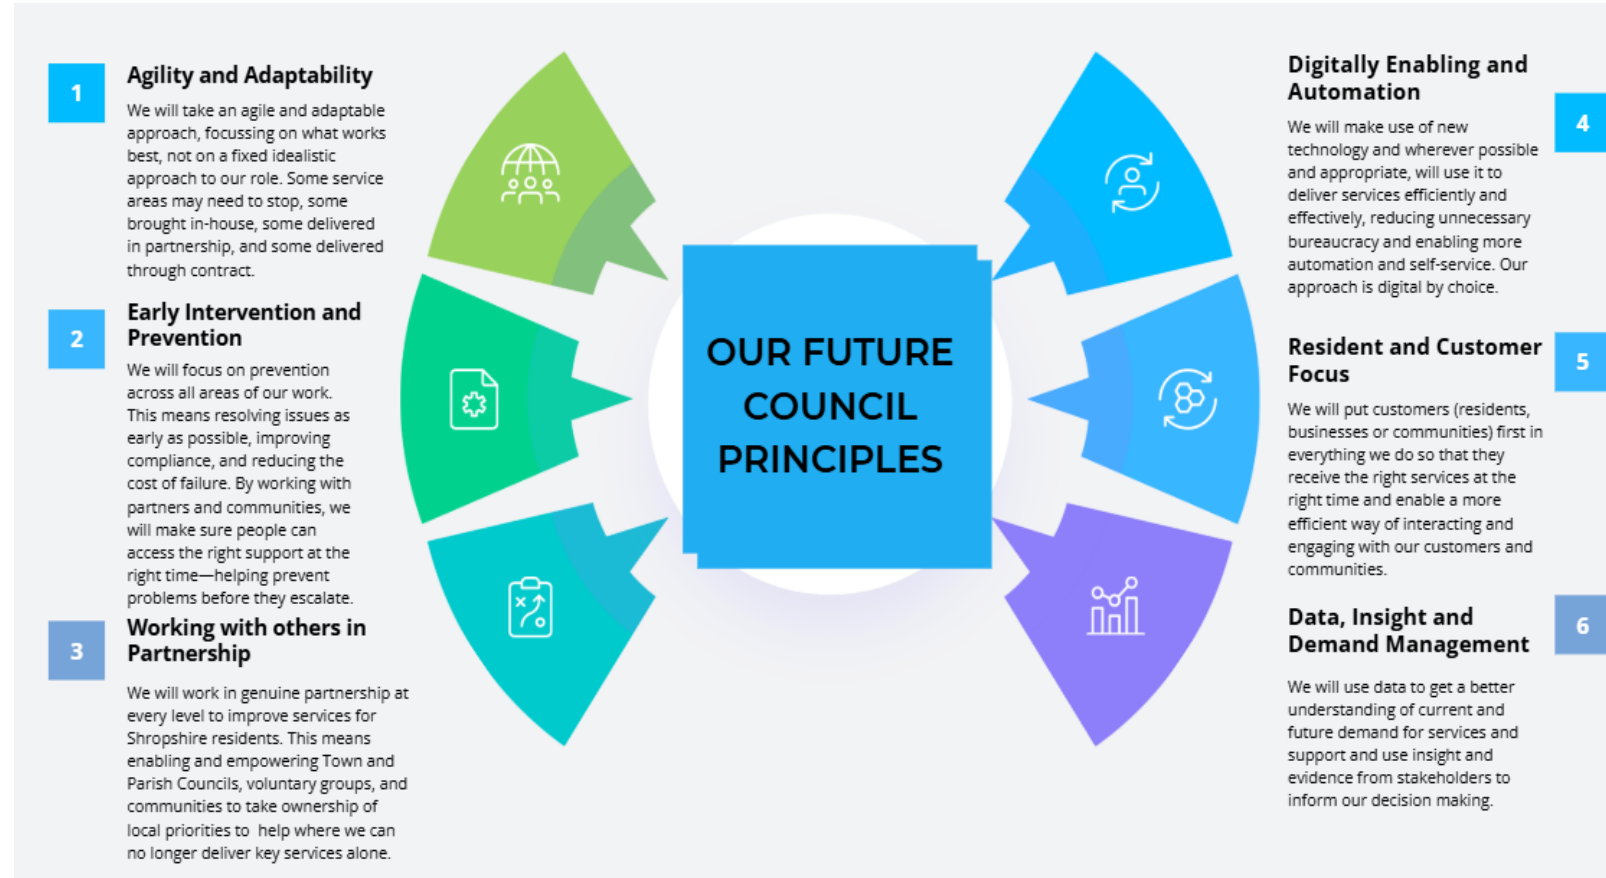 1
Agility and Adaptability
We will take an agile and adaptable
approach, focussing on what works
best, not on a fixed idealistic
approach to our role. Some service
areas may need to stop, some
brought in-house, some delivered
in partnership, and some delivered
through contract.
2
Early Intervention and
Prevention
We will focus on prevention
across all areas of our work.
This means resolving issues as
early as possible, improving
compliance, and reducing the
cost of failure. By working with
partners and communities, we
will make sure people can
access the right support at the
right time—helping prevent
problems before they escalate.
3
Working with others in
Partnership
We will work in genuine partnership at
every level to improve services for
Shropshire residents. This means
enabling and empowering Town and
Parish Councils, voluntary groups, and
communities to take ownership of
local priorities to  help where we can
no longer deliver key services alone.
OUR FUTURE
COUNCIL
PRINCIPLES
Digitally Enabling and
Automation
4
We will make use of new
technology and wherever possible
and appropriate, will use it to
deliver services efficiently and
effectively, reducing unnecessary
bureaucracy and enabling more
automation and self-service. Our
approach is digital by choice.
Resident and Customer
Focus
5
We will put customers (residents,
businesses or communities) first in
everything we do so that they
receive the right services at the
right time and enable a more
efficient way of interacting and
engaging with our customers and
communities.
Data, Insight and
Demand Management
6
We will use data to get a better
understanding of current and
future demand for services and
support and use insight and
evidence from stakeholders to
inform our decision making.